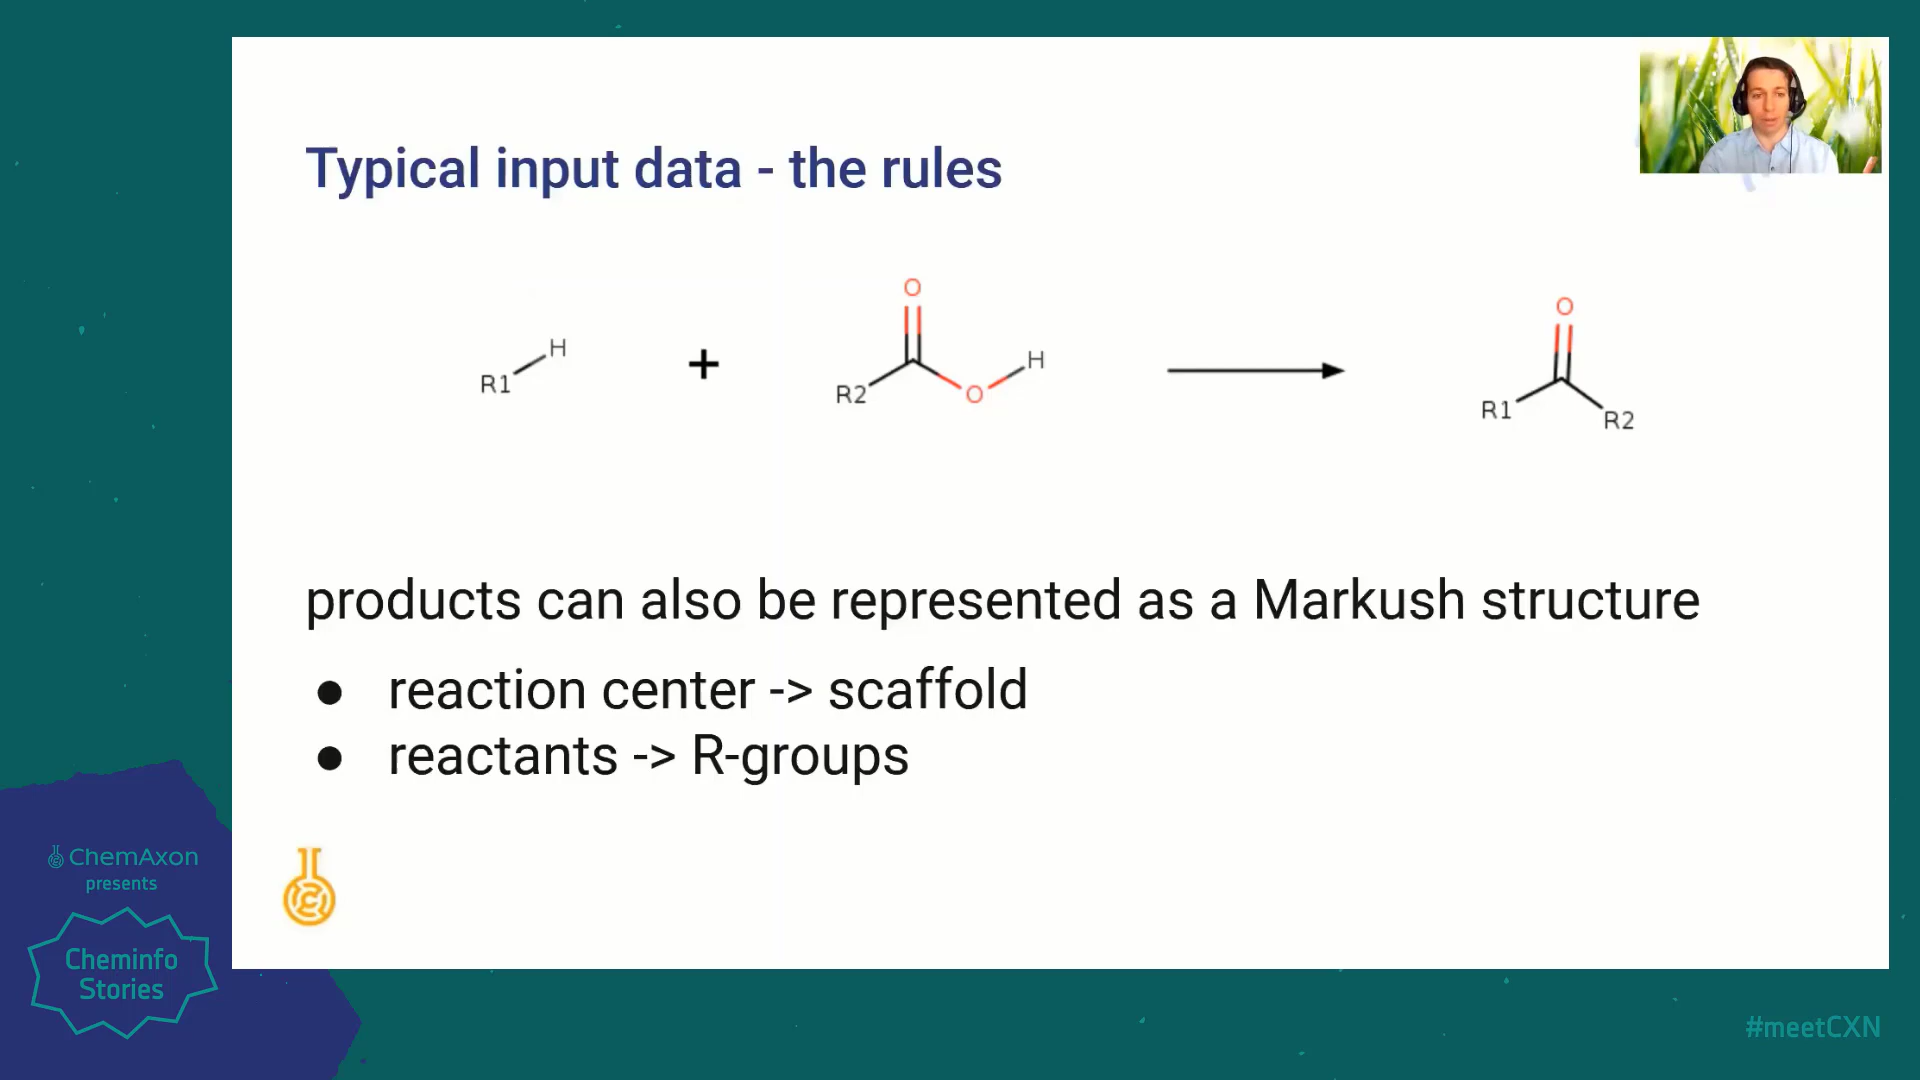 Typical input data - the rules
O
O
H
H
+
R1
R2
O
R1
R2
products can also be represented as a Markush structure
● reaction center -> scaffold
● reactants -> R-groups
ChemAxon
presents
Cheminfo
Stories
#meetCXN